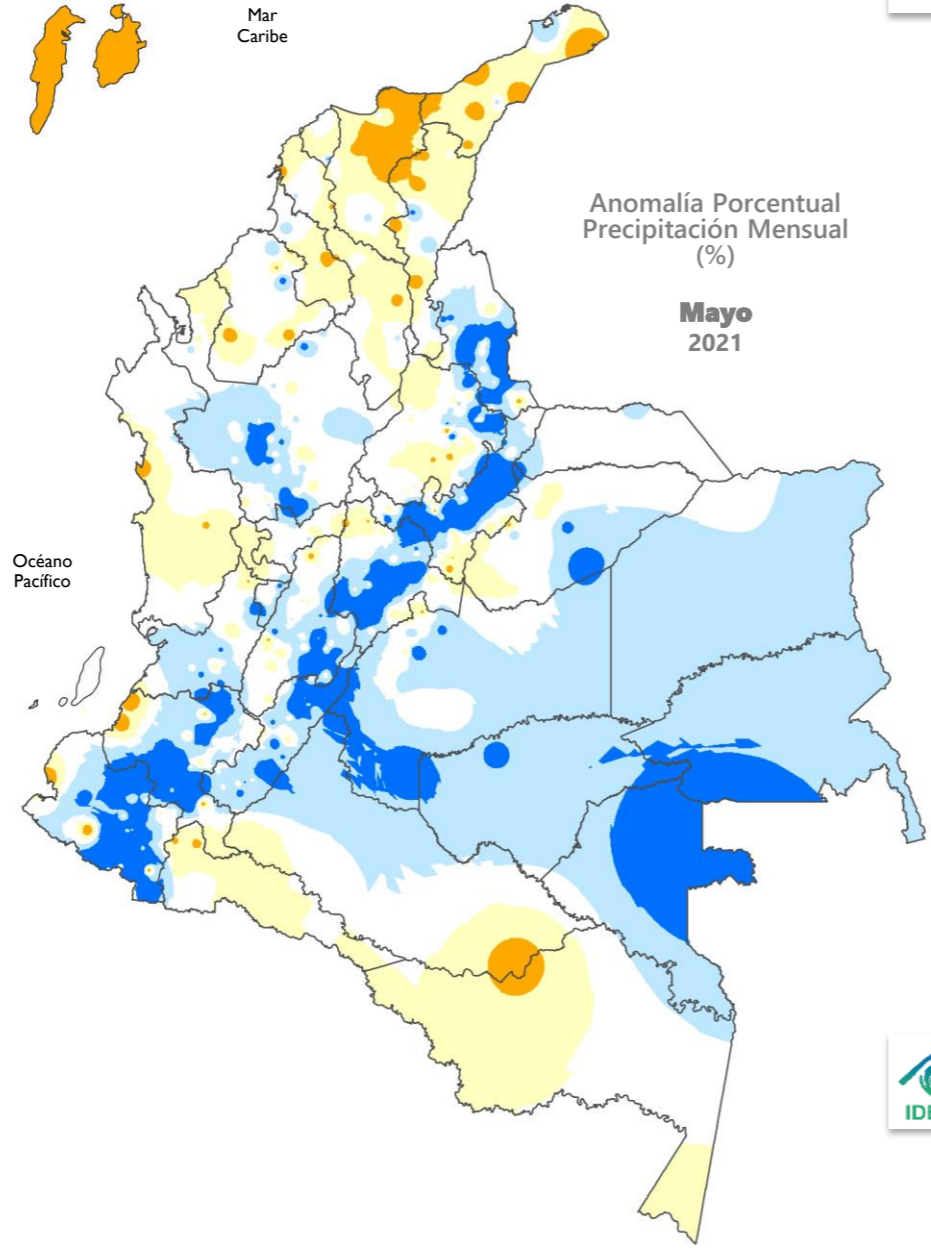 Mar
Caribe
Anomalía Porcentual
Precipitación Mensual
(%)
Mayo
2021
Océano
Pacífico